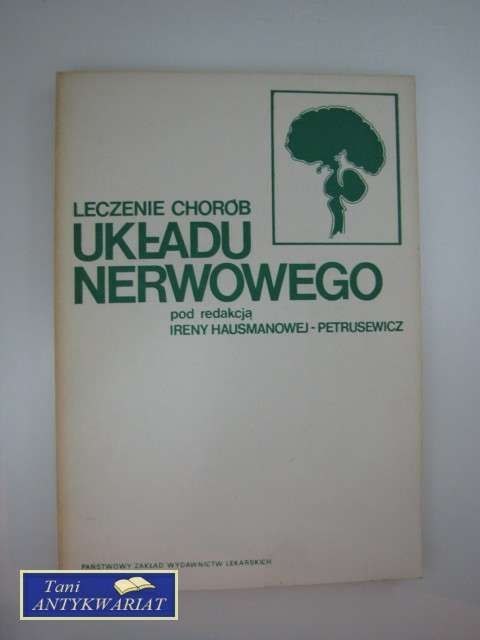 LECZENIE CHORÓB
UKŁADU
NERWOWEGO
pod redakcją
IRENY HAUSMANOWEJ-PETRUSEWICZ
PAŃSTWOWY ZAKŁAD WYDAWNICTW LEKARSKICH
Tani
ANTYKWARIAT